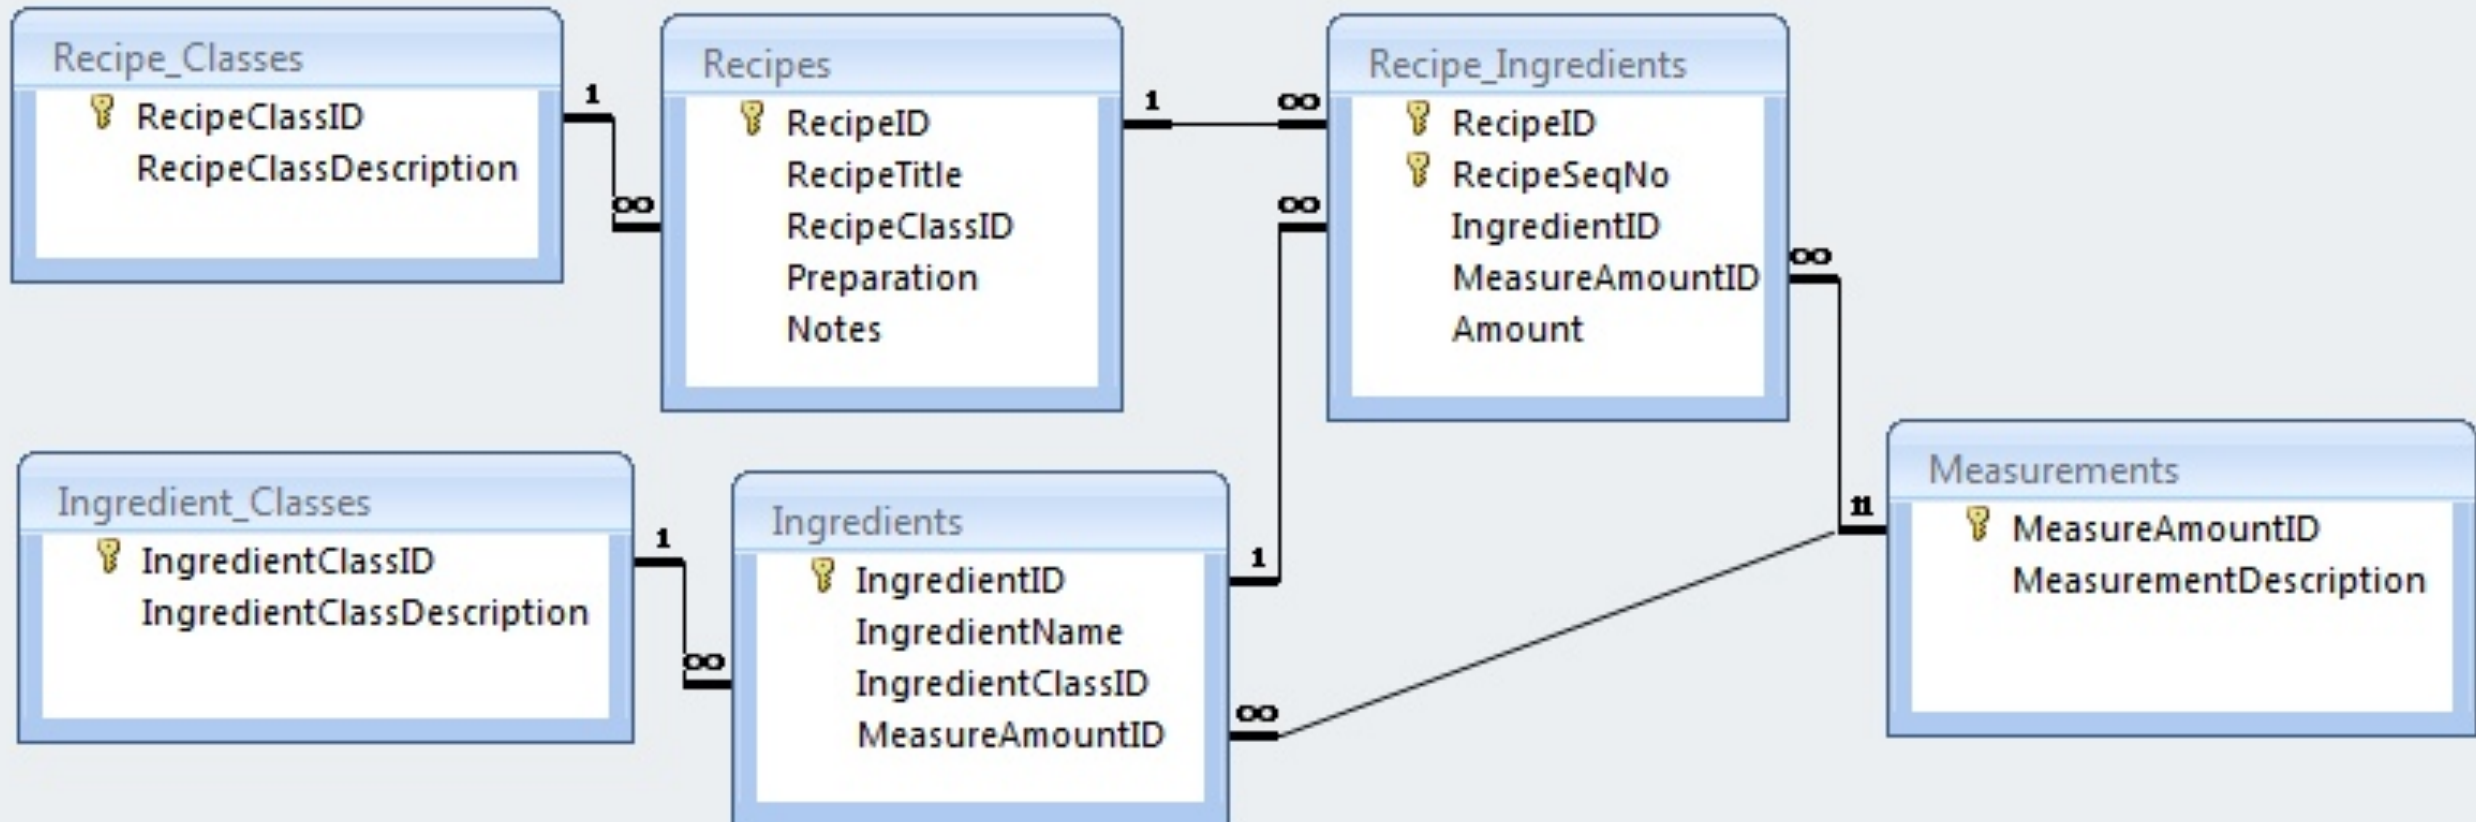 Recipe_Classes
RecipeClassID
RecipeClassDescription
1
∞
Recipes
RecipeID
RecipeTitle
RecipeClassID
Preparation
Notes
1
∞
∞
Recipe_Ingredients
RecipeID
RecipeSeqNo
IngredientID
MeasureAmountID
Amount
∞
Ingredient_Classes
IngredientClassID
IngredientClassDescription
1
∞
Ingredients
IngredientID
IngredientName
IngredientClassID
MeasureAmountID
1
∞
11
Measurements
MeasureAmountID
MeasurementDescription